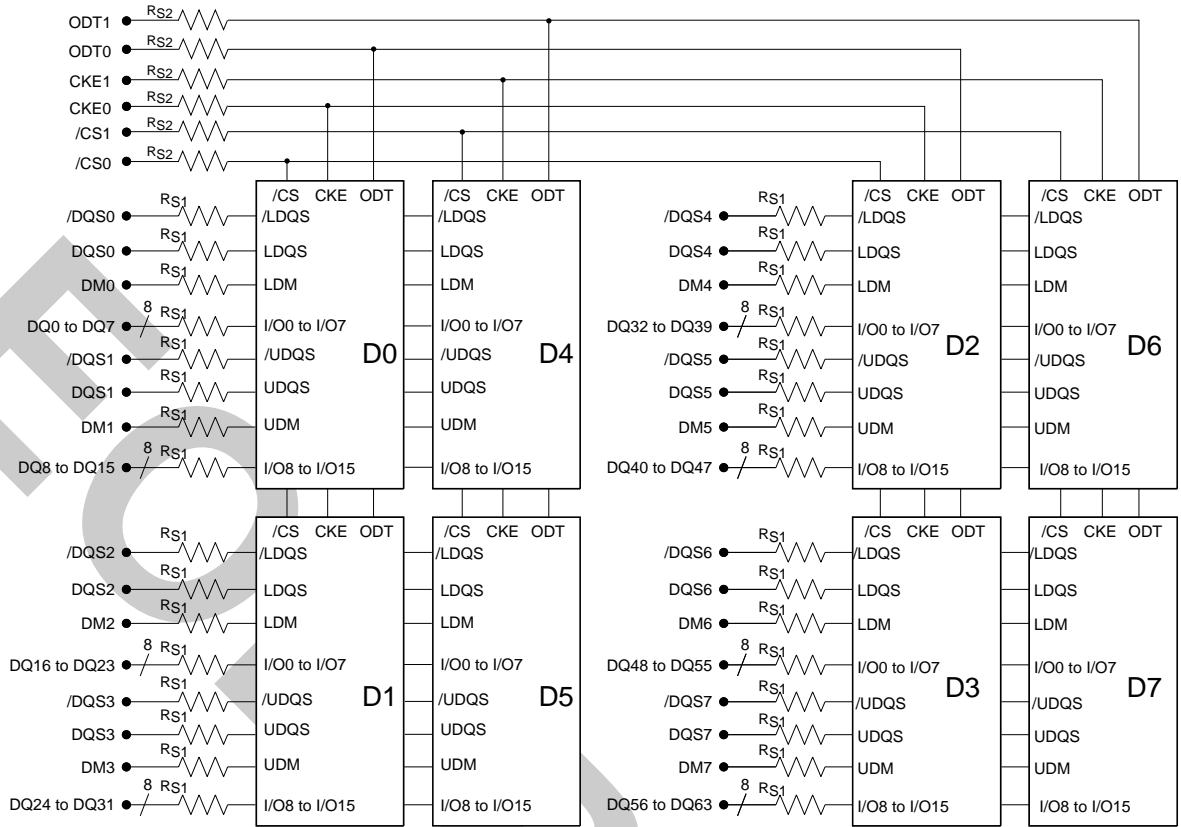 ODT1 RS2
ODT0 RS2
CKE1 RS2
CKE0 RS2
/CS1 RS2
/CS0 RS2
/CS CKE ODT
/DQS0 RS1 /LDQS
DQS0 RS1 LDQS
DM0 RS1 LDM
DQ0 to DQ7 8 RS1 I/O0 to I/O7
/DQS1 RS1 /UDQS
DQS1 RS1 UDQS
DM1 RS1 UDM
DQ8 to DQ15 8 RS1 I/O8 to I/O15
D0
/CS CKE ODT
/LDQS
LDQS
LDM
I/O0 to I/O7
/UDQS
UDQS
UDM
I/O8 to I/O15
D4
/CS CKE ODT
/DQS4 RS1 /LDQS
DQS4 RS1 LDQS
DM4 RS1 LDM
DQ32 to DQ39 8 RS1 I/O0 to I/O7
/DQS5 RS1 /UDQS
DQS5 RS1 UDQS
DM5 RS1 UDM
DQ40 to DQ47 8 RS1 I/O8 to I/O15
D2
/CS CKE ODT
/LDQS
LDQS
LDM
I/O0 to I/O7
/UDQS
UDQS
UDM
I/O8 to I/O15
D6
/CS CKE ODT
/DQS2 RS1 /LDQS
DQS2 RS1 LDQS
DM2 RS1 LDM
DQ16 to DQ23 8 RS1 I/O0 to I/O7
/DQS3 RS1 /UDQS
DQS3 RS1 UDQS
DM3 RS1 UDM
DQ24 to DQ31 8 RS1 I/O8 to I/O15
D1
/CS CKE ODT
/LDQS
LDQS
LDM
I/O0 to I/O7
/UDQS
UDQS
UDM
I/O8 to I/O15
D5
/CS CKE ODT
/DQS6 RS1 /LDQS
DQS6 RS1 LDQS
DM6 RS1 LDM
DQ48 to DQ55 8 RS1 I/O0 to I/O7
/DQS7 RS1 /UDQS
DQS7 RS1 UDQS
DM7 RS1 UDM
DQ56 to DQ63 8 RS1 I/O8 to I/O15
D3
/CS CKE ODT
/LDQS
LDQS
LDM
I/O0 to I/O7
/UDQS
UDQS
UDM
I/O8 to I/O15
D7